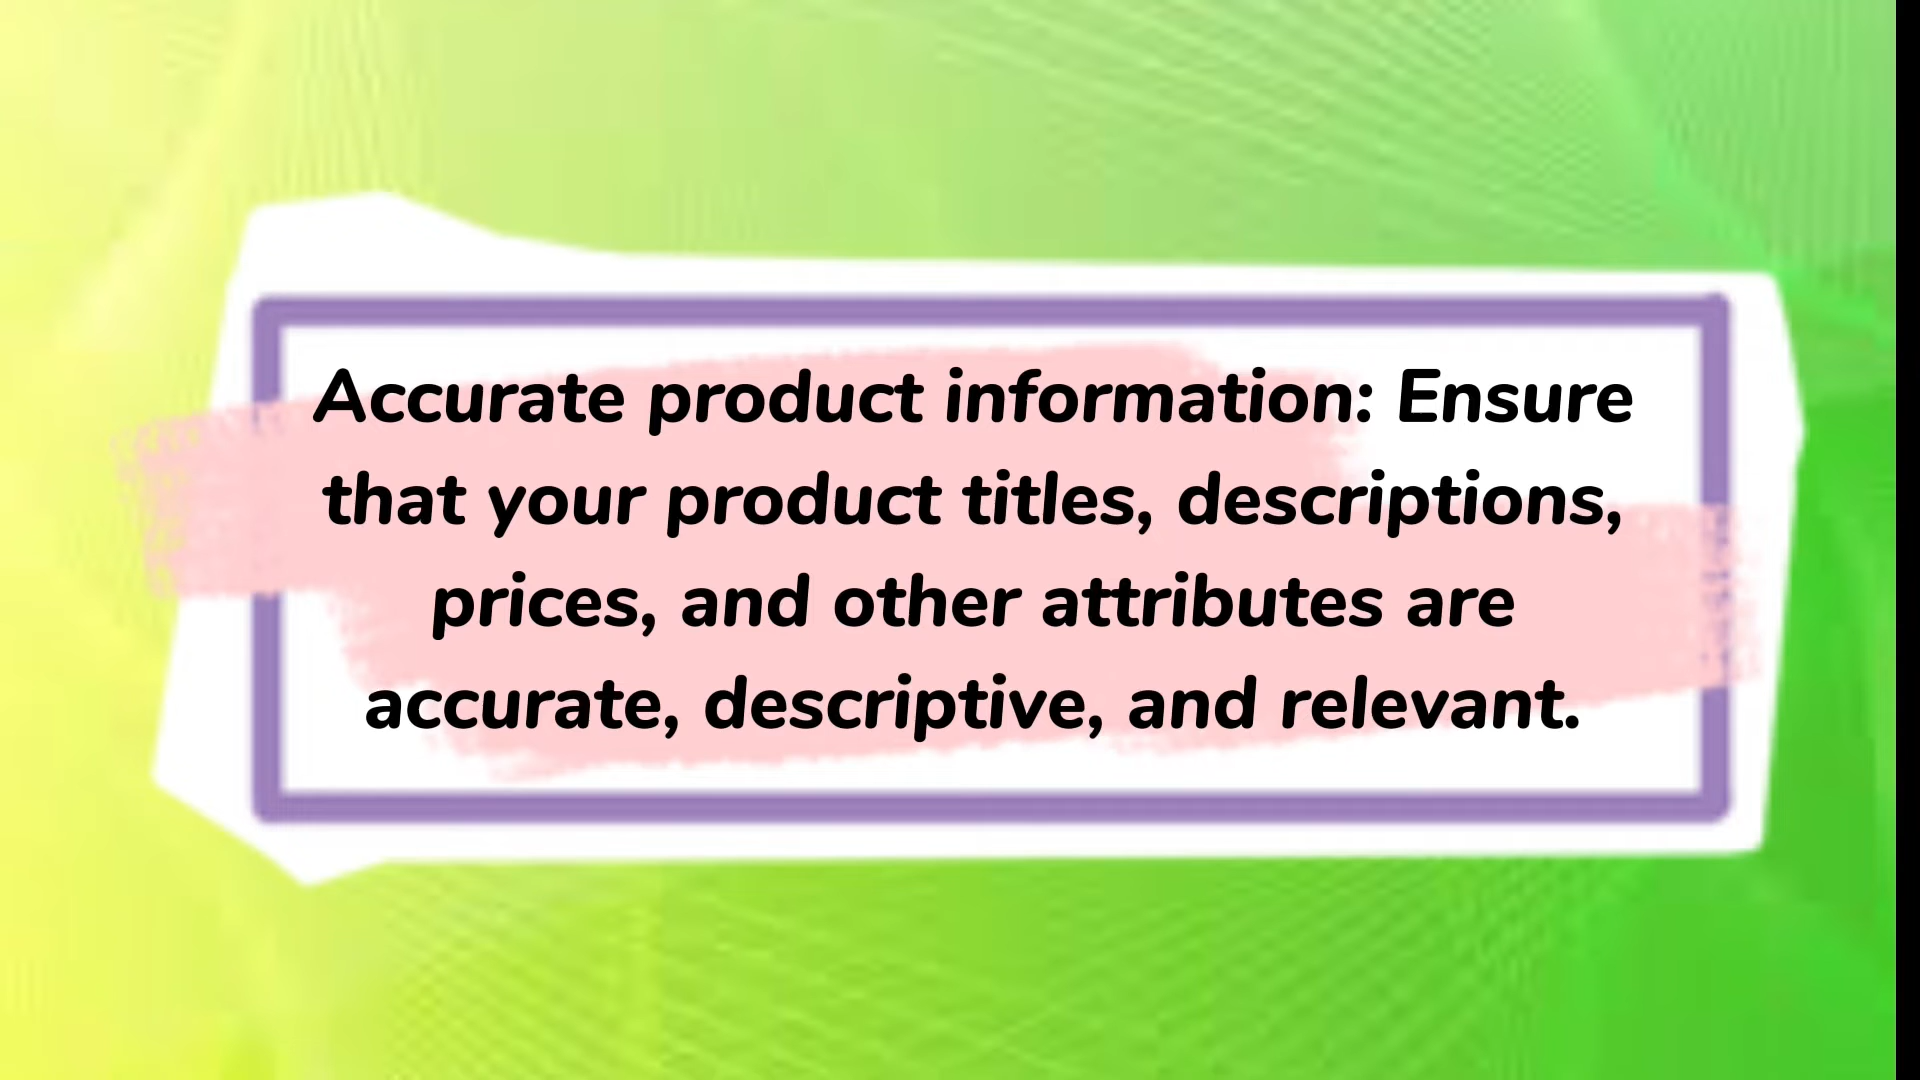 Accurate product information: Ensure
that your product titles, descriptions,
prices, and other attributes are
accurate, descriptive, and relevant.